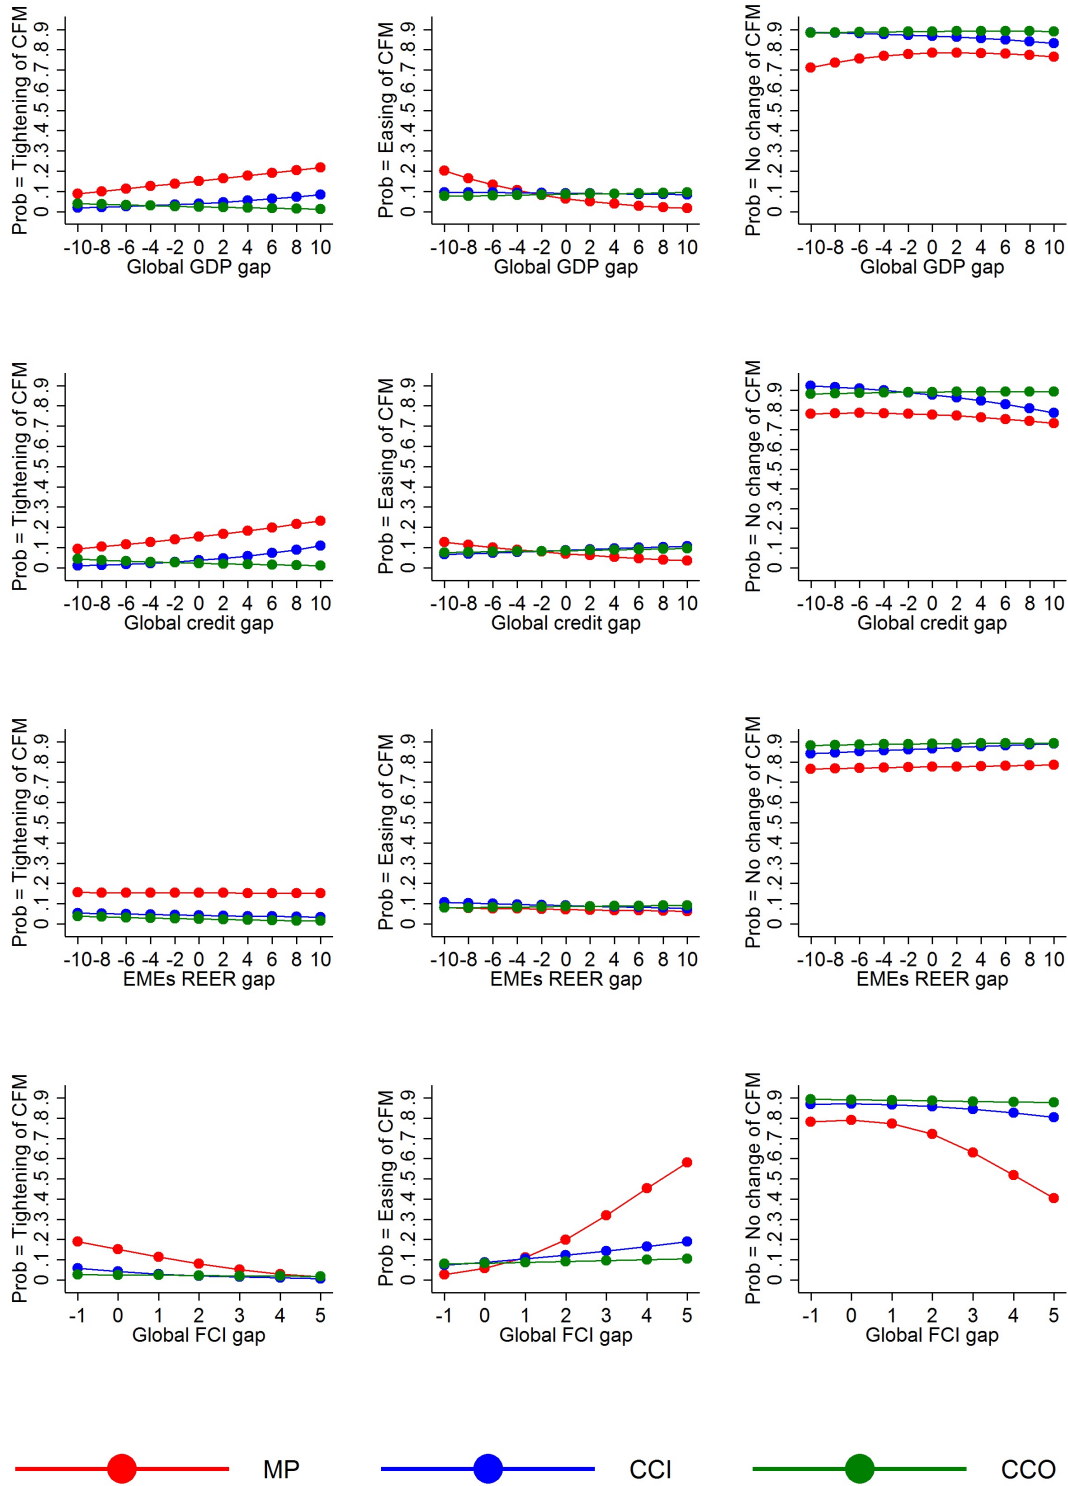 Prob = Tightening of CFM
0 .1 .2 .3 .4 .5 .6 .7 .8 .9
-10 -8 -6 -4 -2 0 2 4 6 8 10
Global GDP gap
Prob = Easing of CFM
0 .1 .2 .3 .4 .5 .6 .7 .8 .9
-10 -8 -6 -4 -2 0 2 4 6 8 10
Global GDP gap
Prob = No change of CFM
0 .1 .2 .3 .4 .5 .6 .7 .8 .9
-10 -8 -6 -4 -2 0 2 4 6 8 10
Global GDP gap
Prob = Tightening of CFM
0 .1 .2 .3 .4 .5 .6 .7 .8 .9
-10 -8 -6 -4 -2 0 2 4 6 8 10
Global credit gap
Prob = Easing of CFM
0 .1 .2 .3 .4 .5 .6 .7 .8 .9
-10 -8 -6 -4 -2 0 2 4 6 8 10
Global credit gap
Prob = No change of CFM
0 .1 .2 .3 .4 .5 .6 .7 .8 .9
-10 -8 -6 -4 -2 0 2 4 6 8 10
Global credit gap
Prob = Tightening of CFM
0 .1 .2 .3 .4 .5 .6 .7 .8 .9
-10 -8 -6 -4 -2 0 2 4 6 8 10
EMEs REER gap
Prob = Easing of CFM
0 .1 .2 .3 .4 .5 .6 .7 .8 .9
-10 -8 -6 -4 -2 0 2 4 6 8 10
EMEs REER gap
Prob = No change of CFM
0 .1 .2 .3 .4 .5 .6 .7 .8 .9
-10 -8 -6 -4 -2 0 2 4 6 8 10
EMEs REER gap
Prob = Tightening of CFM
0 .1 .2 .3 .4 .5 .6 .7 .8 .9
-1 0 1 2 3 4 5
Global FCI gap
Prob = Easing of CFM
0 .1 .2 .3 .4 .5 .6 .7 .8 .9
-1 0 1 2 3 4 5
Global FCI gap
Prob = No change of CFM
0 .1 .2 .3 .4 .5 .6 .7 .8 .9
-1 0 1 2 3 4 5
Global FCI gap
MP CCI CCO